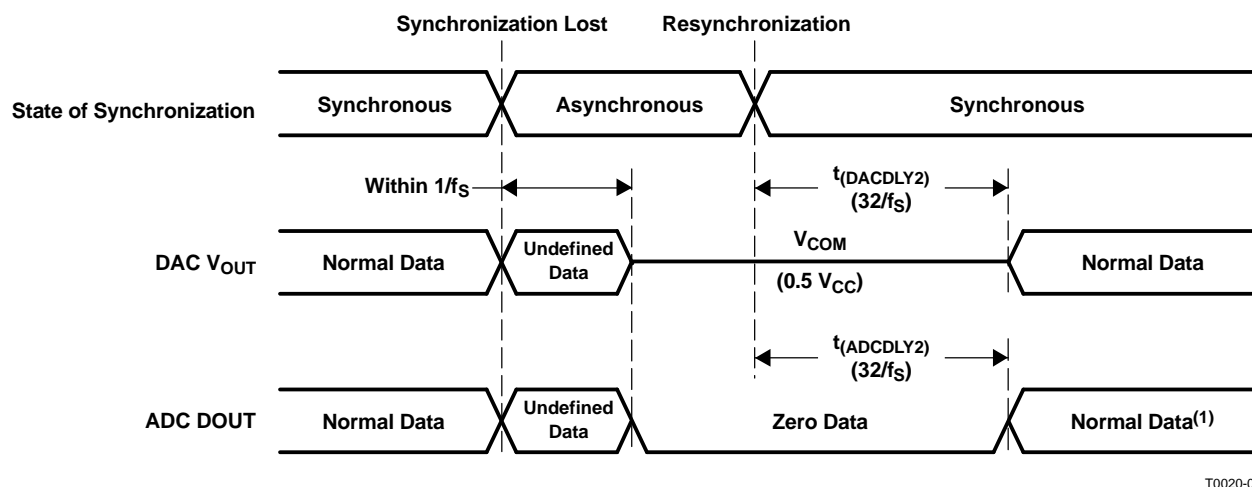 Synchronization Lost Resynchronization
State of Synchronization Synchronous Asynchronous Synchronous
Within 1/fS
t(DACDLY2)
(32/fS)
DAC VOUT Normal Data Undefined
Data
VCOM
(0.5 VCC)
Normal Data
t(ADCDLY2)
(32/fS)
ADC DOUT Normal Data Undefined
Data
Zero Data Normal Data(1)